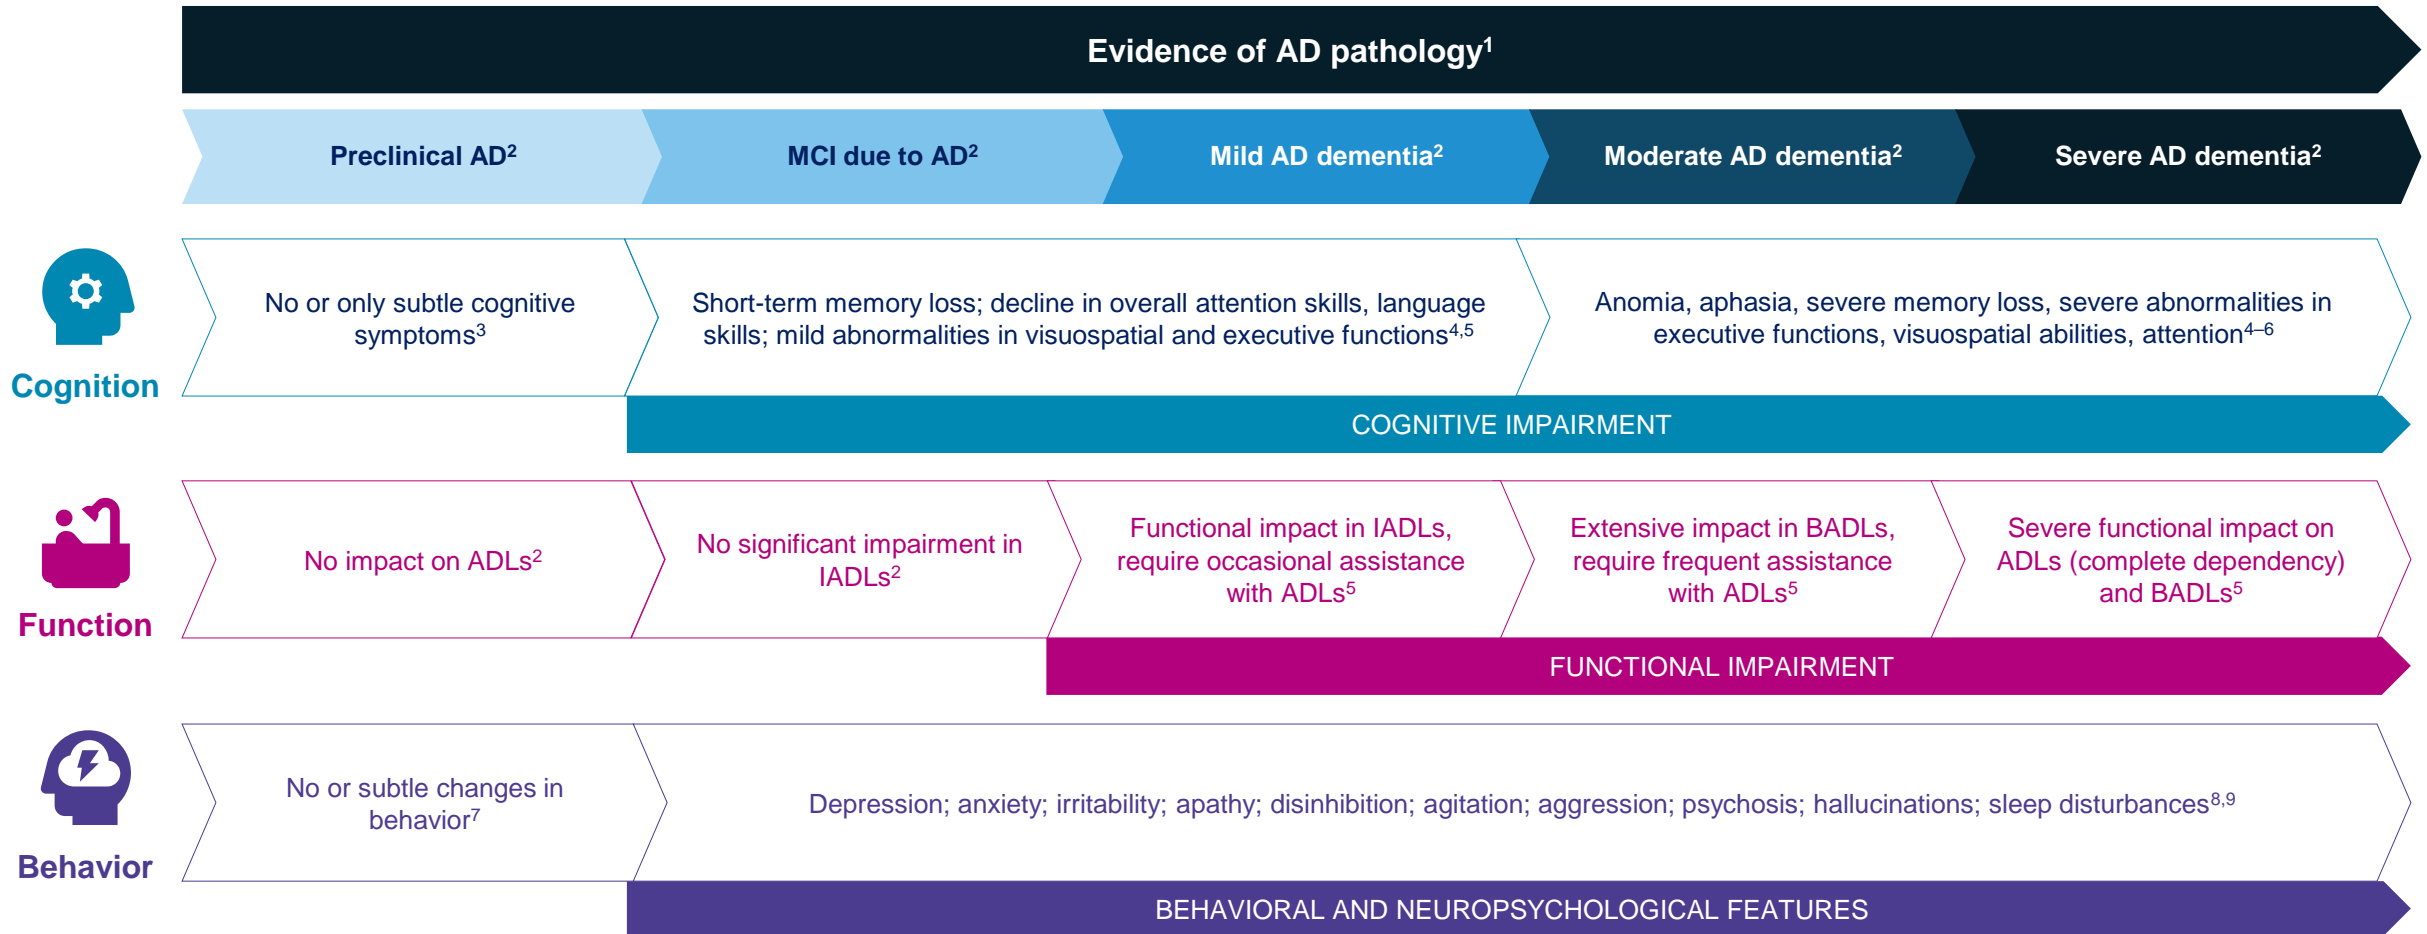 Evidence of AD pathology¹
Preclinical AD²
MCI due to AD²
Mild AD dementia²
Moderate AD dementia²
Severe AD dementia²
Cognition
No or only subtle cognitive
symptoms³
Short-term memory loss; decline in overall attention skills, language
skills; mild abnormalities in visuospatial and executive functions⁴,⁵
Anomia, aphasia, severe memory loss, severe abnormalities in
executive functions, visuospatial abilities, attention⁴–⁶
COGNITIVE IMPAIRMENT
Function
No impact on ADLs²
No significant impairment in
IADLs²
Functional impact in IADLs,
require occasional assistance
with ADLs⁵
Extensive impact in BADLs,
require frequent assistance
with ADLs⁵
Severe functional impact on
ADLs (complete dependency)
and BADLs⁵
FUNCTIONAL IMPAIRMENT
Behavior
No or subtle changes in
behavior⁷
Depression; anxiety; irritability; apathy; disinhibition; agitation; aggression; psychosis; hallucinations; sleep disturbances⁸,⁹
BEHAVIORAL AND NEUROPSYCHOLOGICAL FEATURES